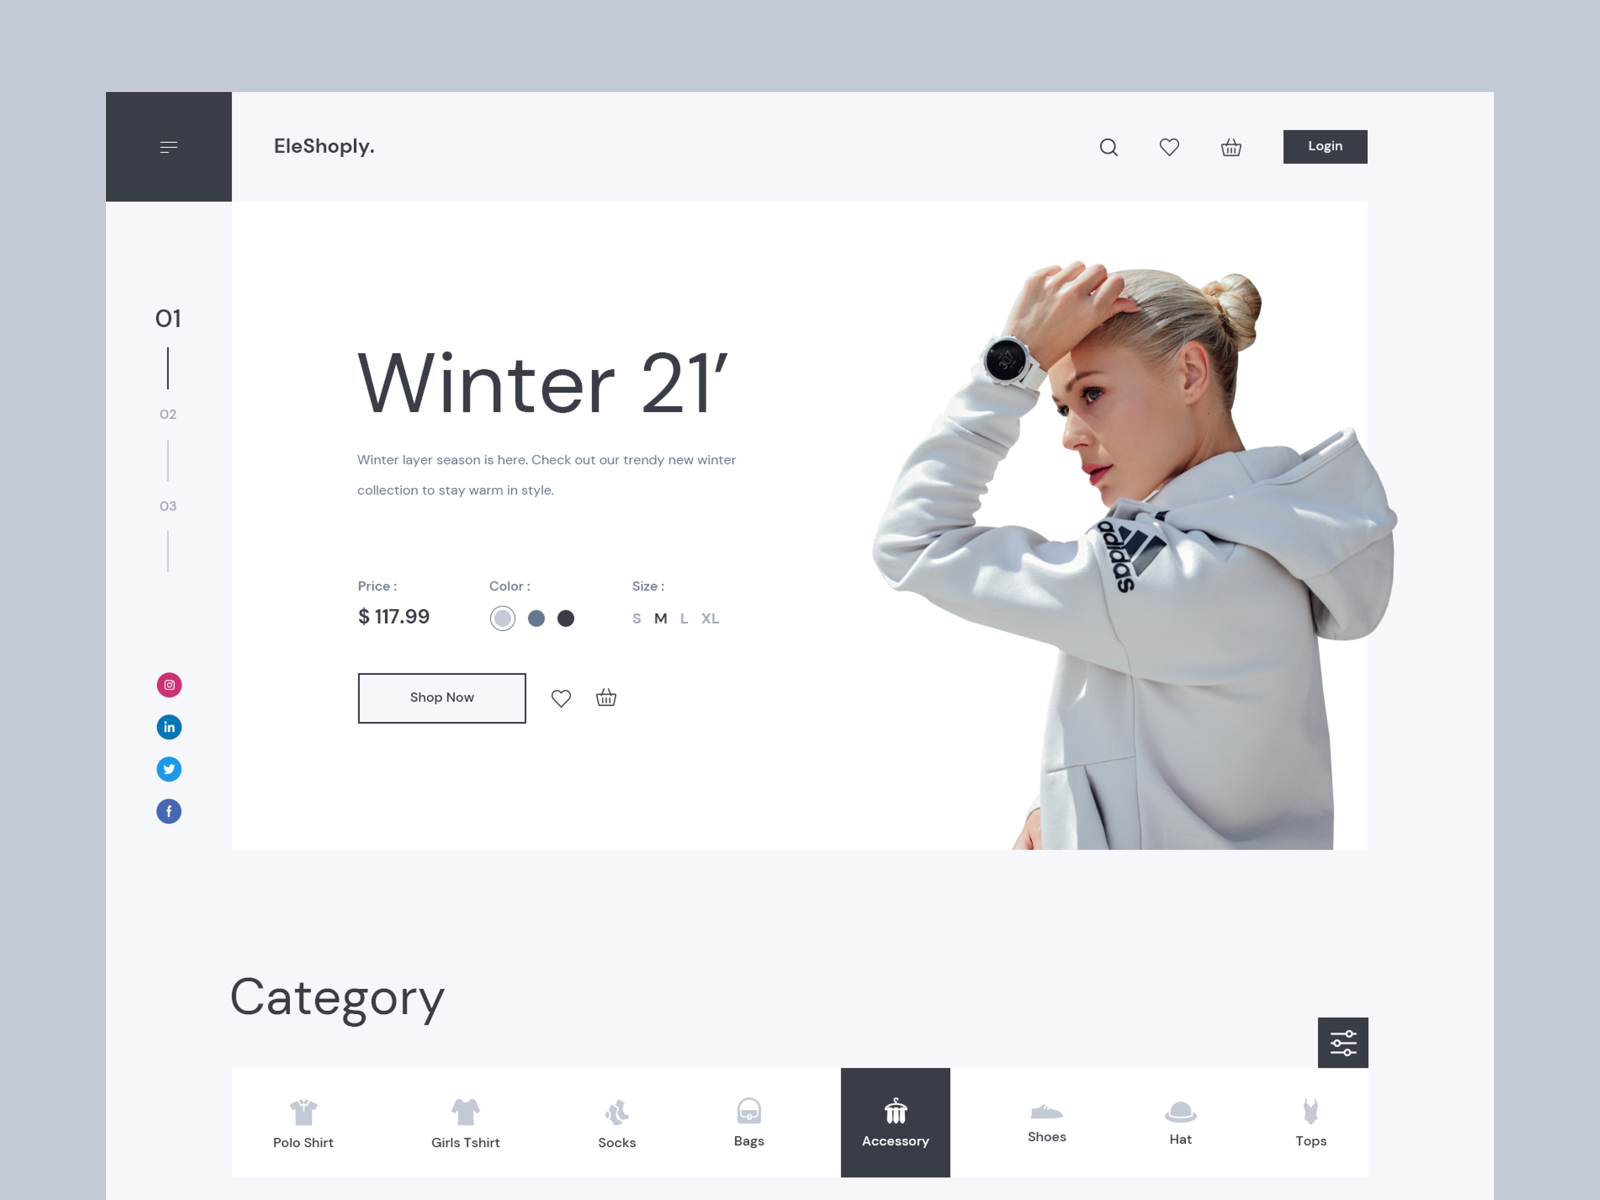 EleShoply.
Login
01
02
03
Winter 21’
Winter layer season is here. Check out our trendy new winter
collection to stay warm in style.
Price :
Color :
Size :
$ 117.99
S M L XL
Shop Now
adidas
in
f
Category
Polo Shirt
Girls Tshirt
Socks
Bags
Accessory
Shoes
Hat
Tops